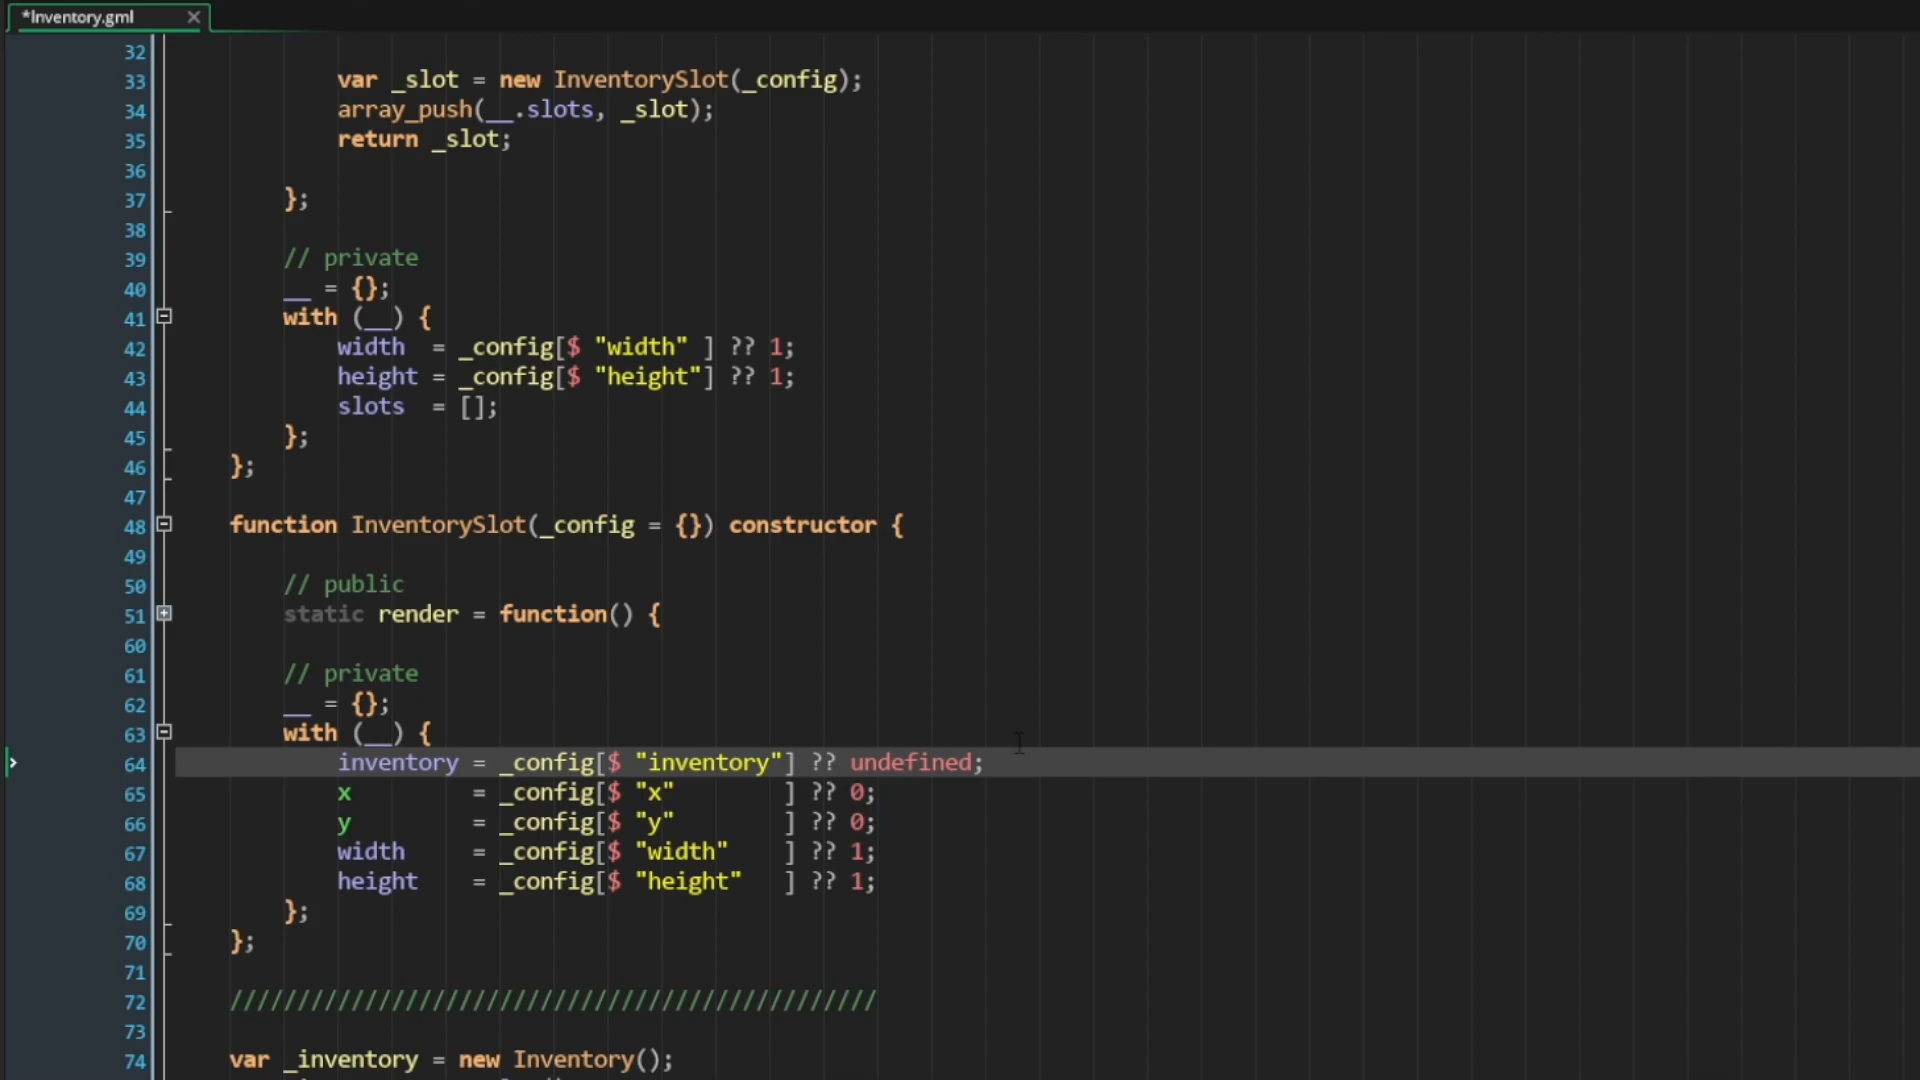 *Inventory.gml
32
33 var _slot = new InventorySlot(_config);
34 array_push(__.slots, _slot);
35 return _slot;
36
37 };
38
39 // private
40 __ = {};
41 with (__) {
42 width  = _config[$ "width" ] ?? 1;
43 height = _config[$ "height"] ?? 1;
44 slots  = [];
45 };
46 };
47
48 function InventorySlot(_config = {}) constructor {
49
50 // public
51 static render = function() {
60
61 // private
62 __ = {};
63 with (__) {
64 inventory = _config[$ "inventory"] ?? undefined;
65 x         = _config[$ "x"        ] ?? 0;
66 y         = _config[$ "y"        ] ?? 0;
67 width     = _config[$ "width"    ] ?? 1;
68 height    = _config[$ "height"   ] ?? 1;
69 };
70 };
71
72 ////////////////////////////////////////////////
73
74 var _inventory = new Inventory();